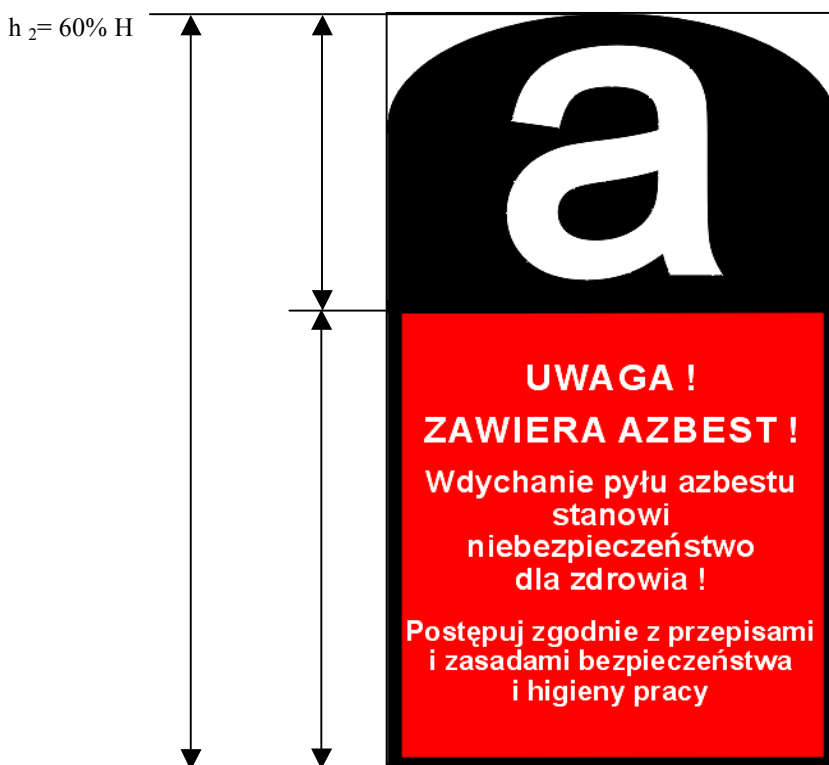 h 2= 60% H
a
UWAGA !
ZAWIERA AZBEST !
Wdychanie pyłu azbestu
stanowi
niebezpieczeństwo
dla zdrowia !
Postępuj zgodnie z przepisami
i zasadami bezpieczeństwa
i higieny pracy